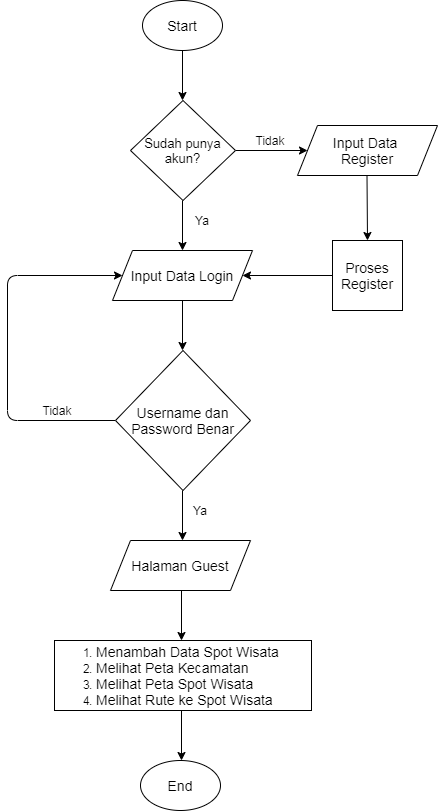 Start
Sudah punya
akun?
Tidak
Input Data
Register
Ya
Input Data Login
Proses
Register
Tidak
Username dan
Password Benar
Ya
Halaman Guest
1. Menambah Data Spot Wisata
2. Melihat Peta Kecamatan
3. Melihat Peta Spot Wisata
4. Melihat Rute ke Spot Wisata
End